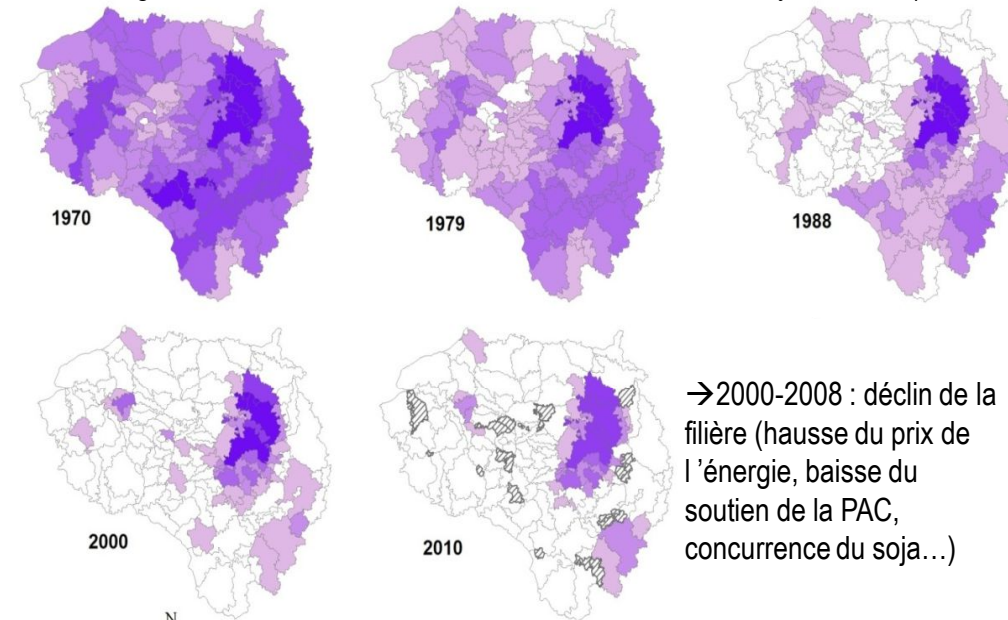 1970
1979
1988
2000
2010
→2000-2008 : déclin de la
filière (hausse du prix de
l ’énergie, baisse du
soutien de la PAC,
concurrence du soja…)
N